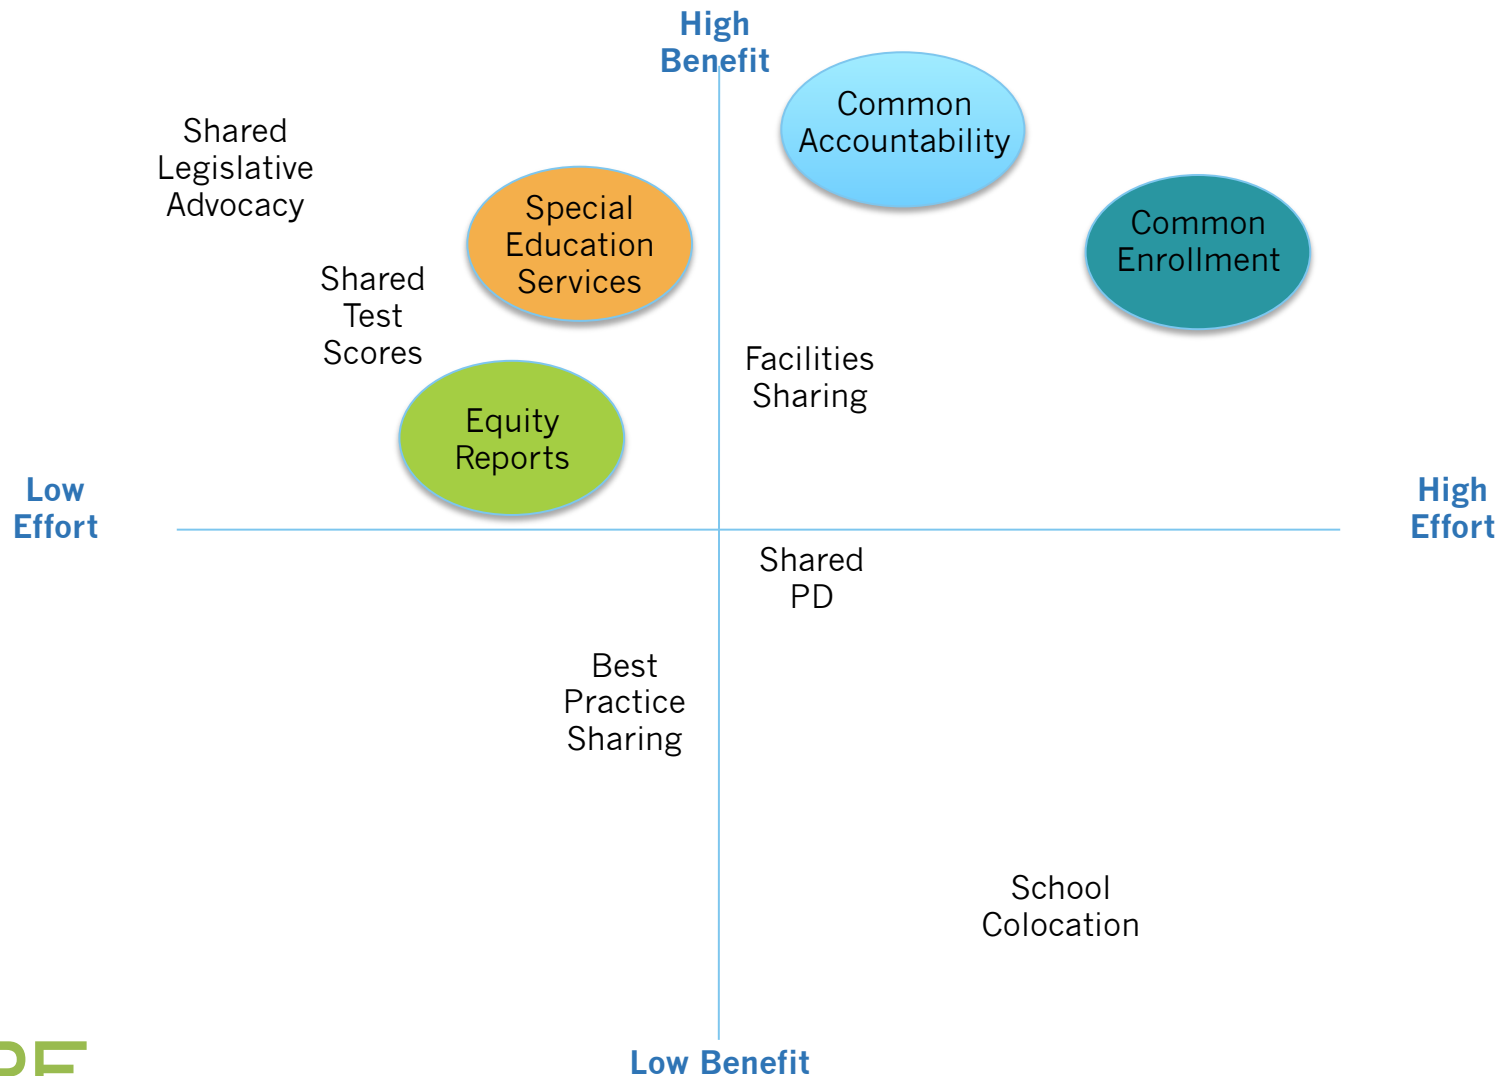 High
Benefit
Common
Accountability
Shared
Legislative
Advocacy
Special
Education
Services
Common
Enrollment
Shared
Test
Scores
Facilities
Sharing
Equity
Reports
Low
Effort
High
Effort
Shared
PD
Best
Practice
Sharing
School
Colocation
Low Benefit